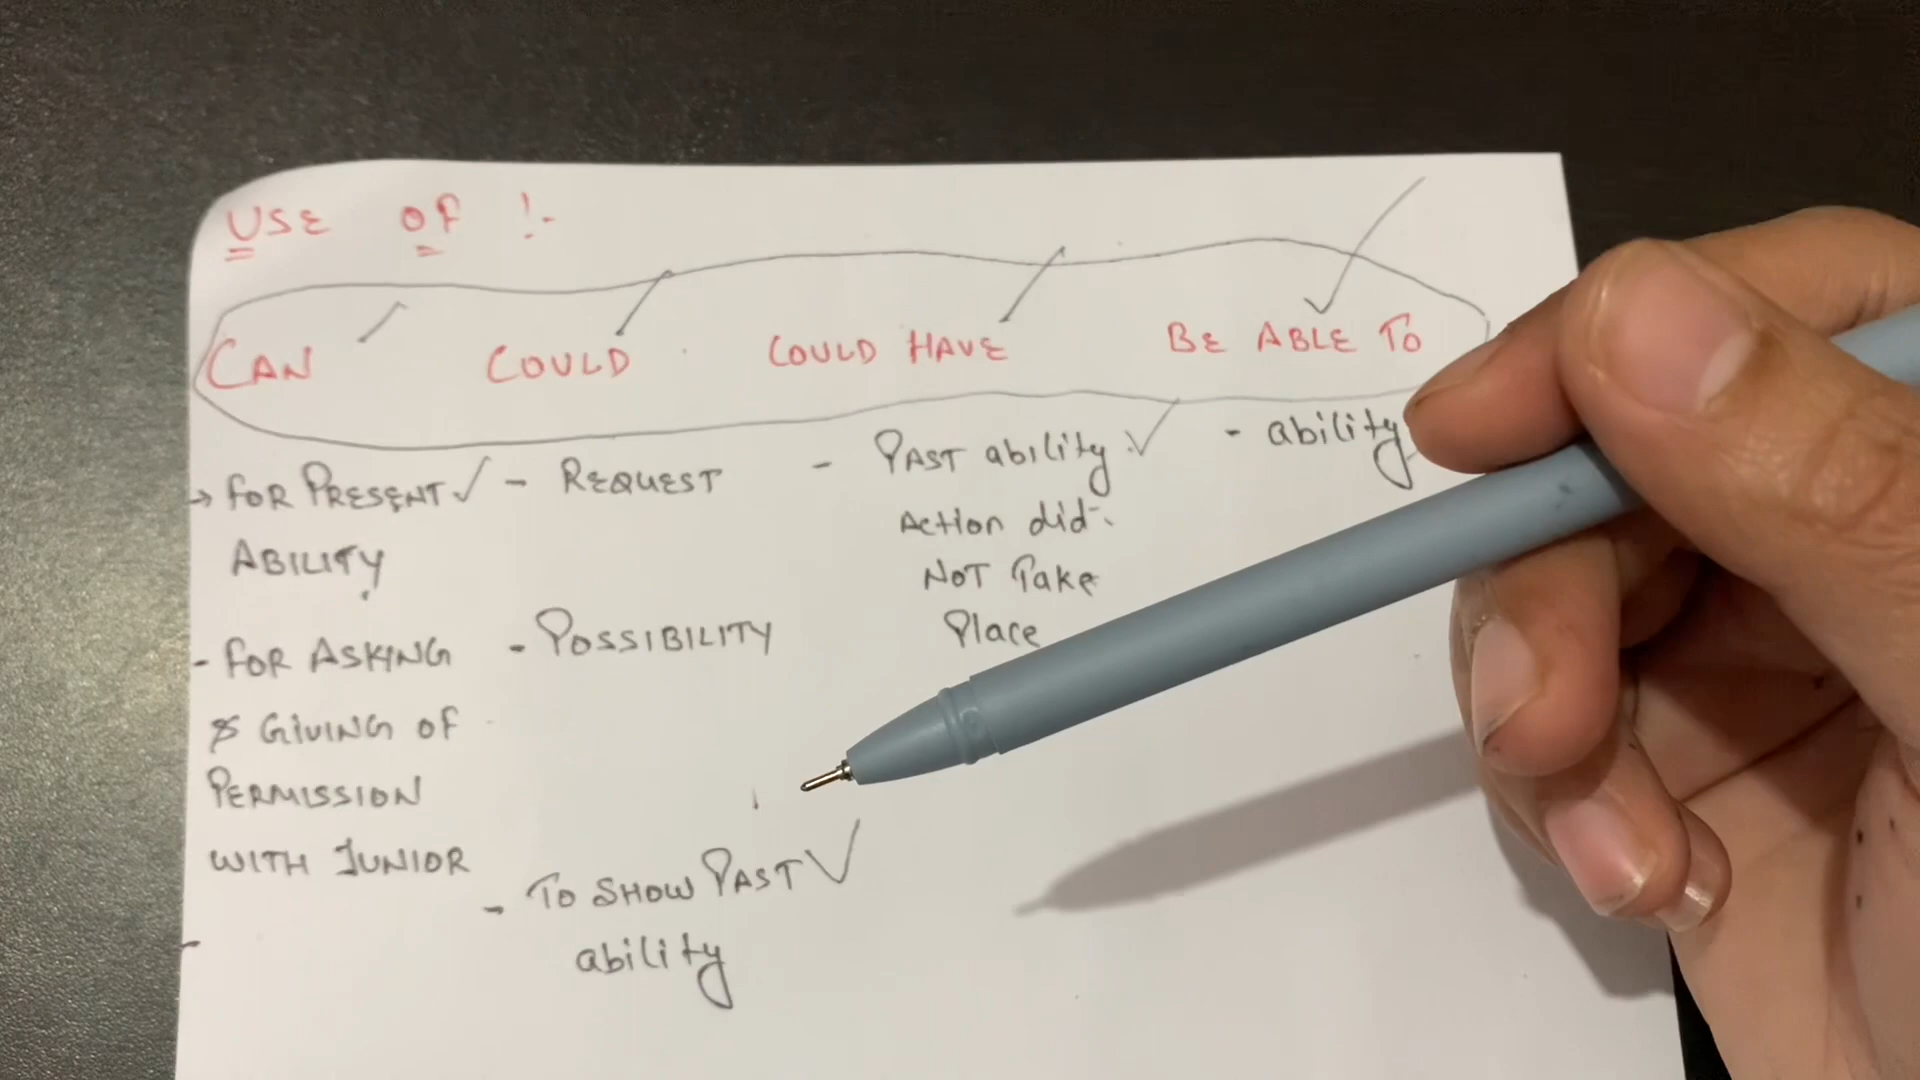 USE OF :-
CAN COULD COULD HAVE BE ABLE TO
→ FOR PRESENT ✓
ABILITY
- FOR ASKING
& GIVING OF
PERMISSION
WITH JUNIOR
-
- REQUEST
- POSSIBILITY
- TO SHOW PAST ✓
ability
- PAST ability ✓
Action did
NOT Take
Place
- ability